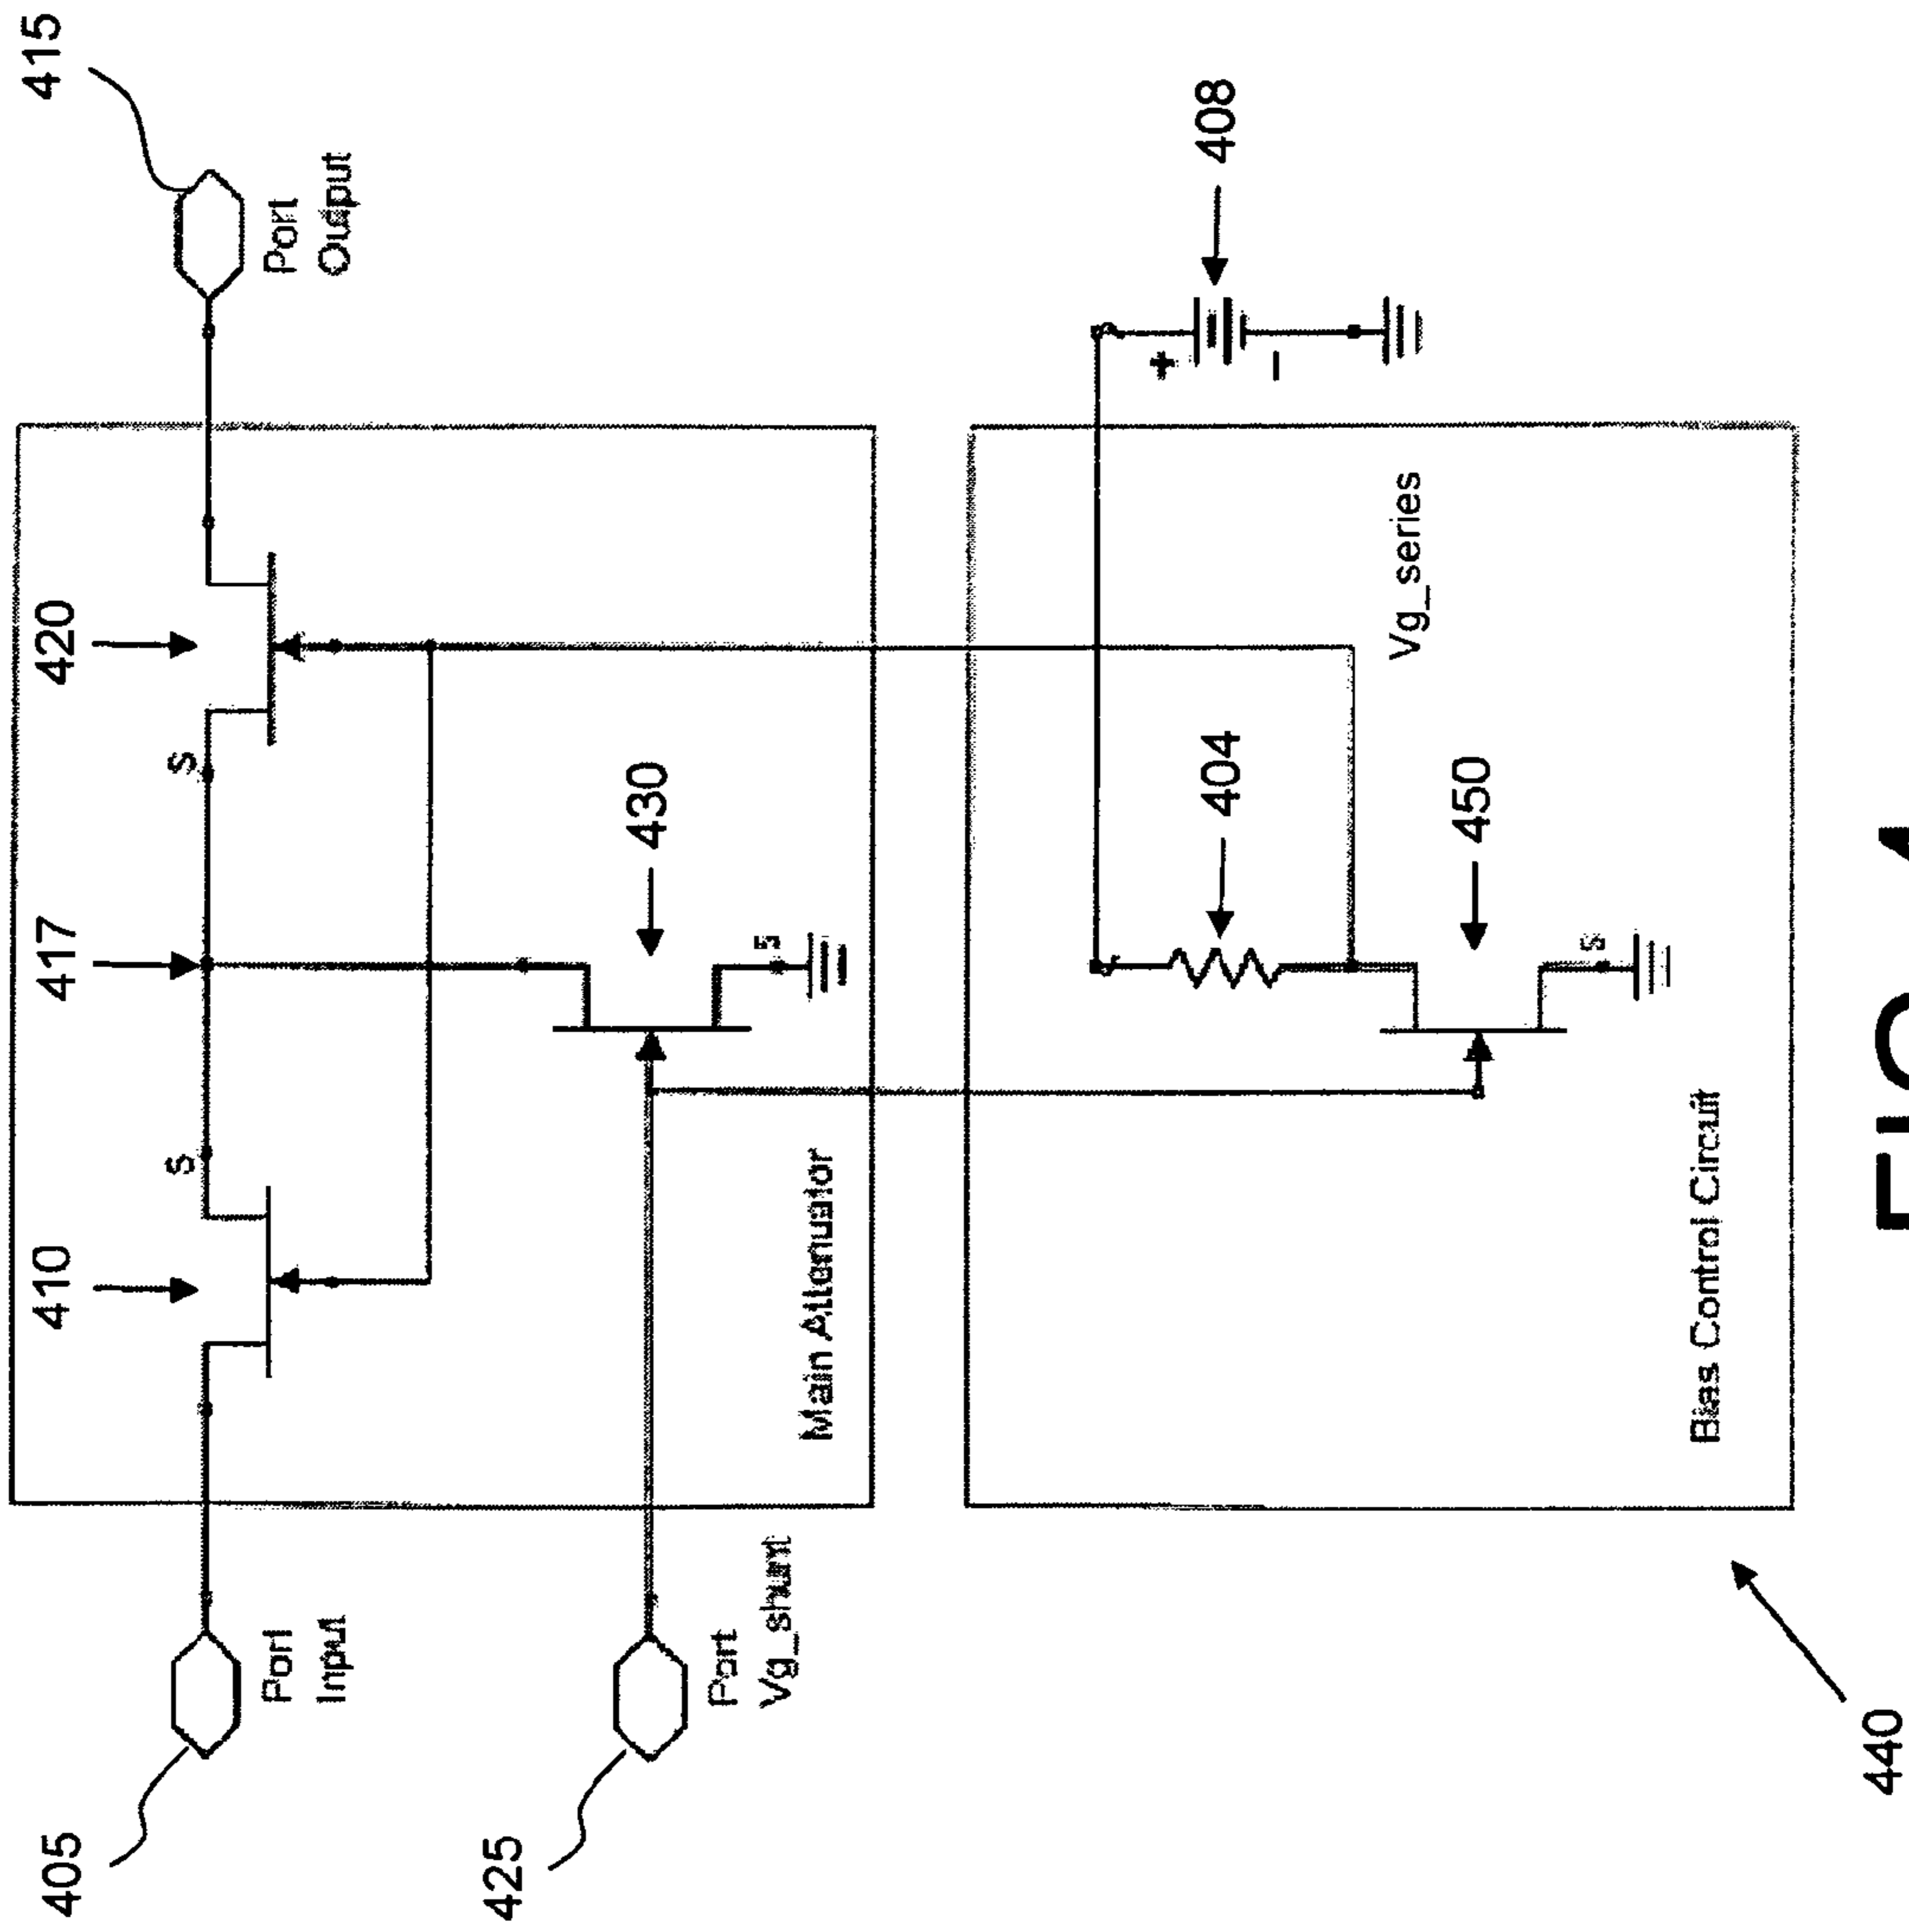 405
410
417
420
415
Port
Input
S
S
Port
Output
425
Port
Vg_shunt
430
s
Main Attenuator
408
+
–
404
Vg_series
450
s
Bias Control Circuit
440